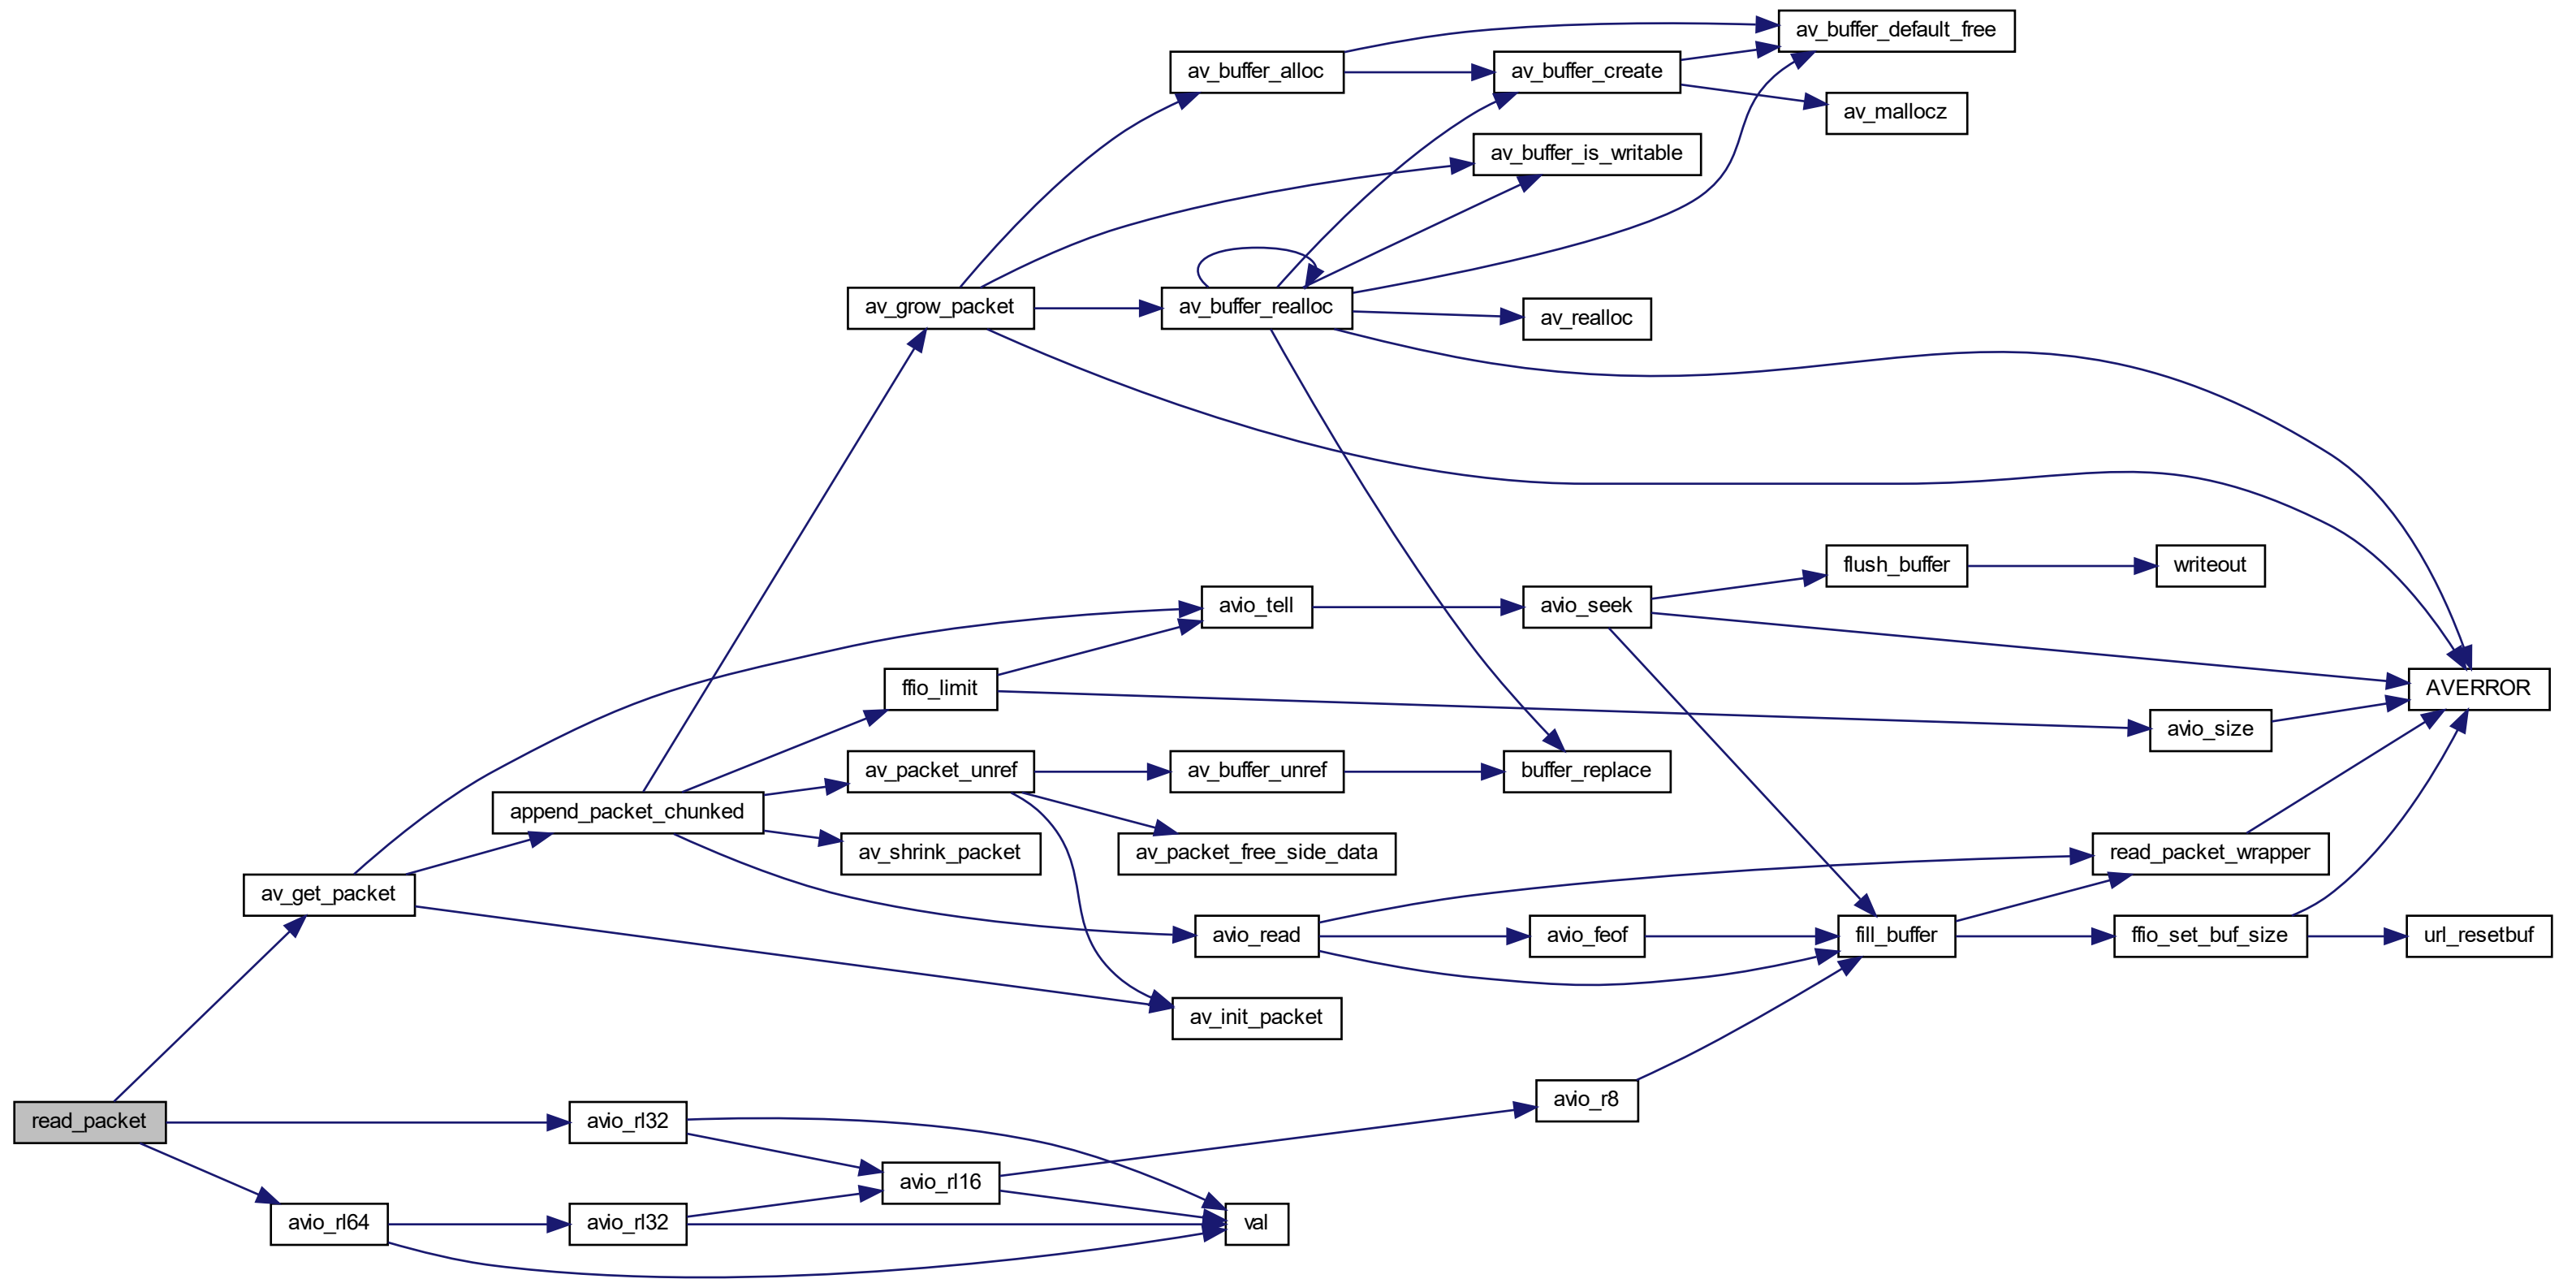 av_buffer_default_free
av_buffer_alloc
av_buffer_create
av_mallocz
av_buffer_is_writable
av_grow_packet
av_buffer_realloc
av_realloc
flush_buffer
writeout
avio_tell
avio_seek
ffio_limit
AVERROR
avio_size
av_packet_unref
av_buffer_unref
buffer_replace
append_packet_chunked
av_shrink_packet
av_packet_free_side_data
read_packet_wrapper
av_get_packet
avio_read
avio_feof
fill_buffer
ffio_set_buf_size
url_resetbuf
av_init_packet
avio_r8
read_packet
avio_rl32
avio_rl16
avio_rl64
avio_rl32
val